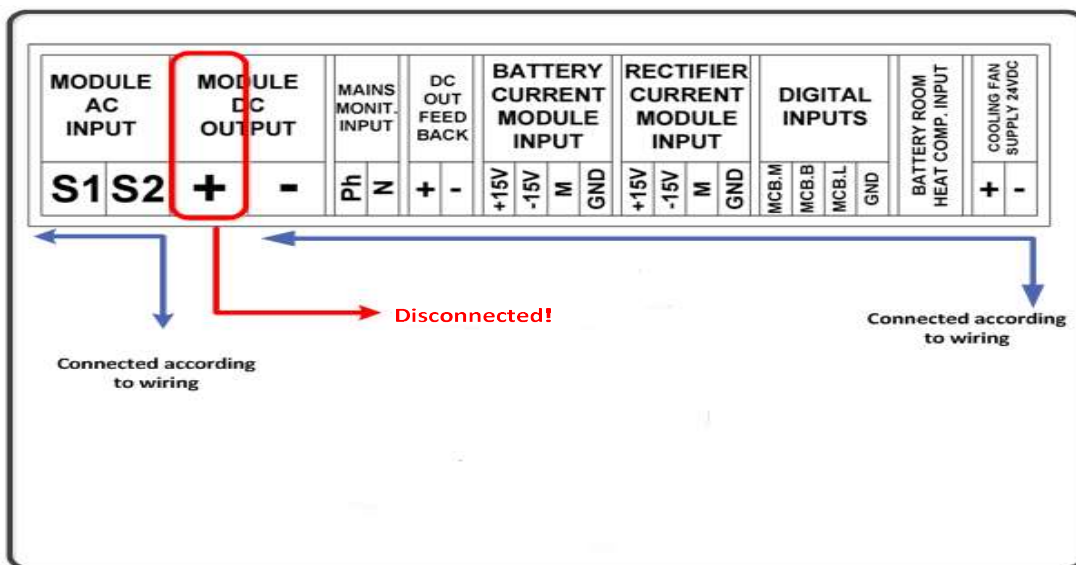 MODULE
AC
INPUT
MODULE
DC
OUTPUT
MAINS
MONIT.
INPUT
DC
OUT
FEED
BACK
BATTERY
CURRENT
MODULE
INPUT
RECTIFIER
CURRENT
MODULE
INPUT
DIGITAL
INPUTS
BATTERY ROOM
HEAT COMP. INPUT
COOLING FAN
SUPPLY 24VDC
S1 S2 + - Ph N + - +15V -15V M GND +15V -15V M GND MCB.M MCB.B MCB.L GND + -
Disconnected!
Connected according
to wiring
Connected according
to wiring